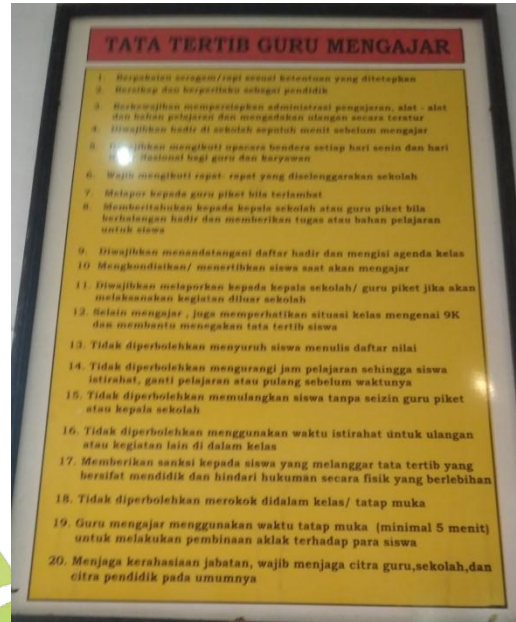 TATA TERTIB GURU MENGAJAR
1. Berpakaian seragam/rapi sesuai ketentuan yang ditetapkan
2. Bersikap dan berperilaku sebagai pendidik
3. Berkewajiban mempersiapkan administrasi pengajaran, alat - alat
dan bahan pelajaran dan mengadakan ulangan secara teratur
4. Diwajibkan hadir di sekolah sepuluh menit sebelum mengajar
5. mengikuti upacara bendera setiap hari senin dan hari
Nasional bagi guru dan karyawan
6. Wajib mengikuti rapat- rapat yang diselenggarakan sekolah
7. Melapor kepada guru piket bila terlambat
8. Memberitahukan kepada kepala sekolah atau guru piket bila
berhalangan hadir dan memberikan tugas atau bahan pelajaran
untuk siswa
9. Diwajibkan menandatangani daftar hadir dan mengisi agenda kelas
10 Mengkondisikan/ menertibkan siswa saat akan mengajar
11. Diwajibkan melaporkan kepada kepala sekolah/ guru piket jika akan
melaksanakan kegiatan diluar sekolah
12. Selain mengajar , juga memperhatikan situasi kelas mengenai 9K
dan membantu menegakan tata tertib siswa
13. Tidak diperbolehkan menyuruh siswa menulis daftar nilai
14. Tidak diperbolehkan mengurangi jam pelajaran sehingga siswa
istirahat, ganti pelajaran atau pulang sebelum waktunya
15. Tidak diperbolehkan memulangkan siswa tanpa seizin guru piket
atau kepala sekolah
16. Tidak diperbolehkan menggunakan waktu istirahat untuk ulangan
atau kegiatan lain di dalam kelas
17. Memberikan sanksi kepada siswa yang melanggar tata tertib yang
bersifat mendidik dan hindari hukuman secara fisik yang berlebihan
18. Tidak diperbolehkan merokok didalam kelas/ tatap muka
19. Guru mengajar menggunakan waktu tatap muka (minimal 5 menit)
untuk melakukan pembinaan aklak terhadap para siswa
20. Menjaga kerahasiaan jabatan, wajib menjaga citra guru,sekolah,dan
citra pendidik pada umumnya